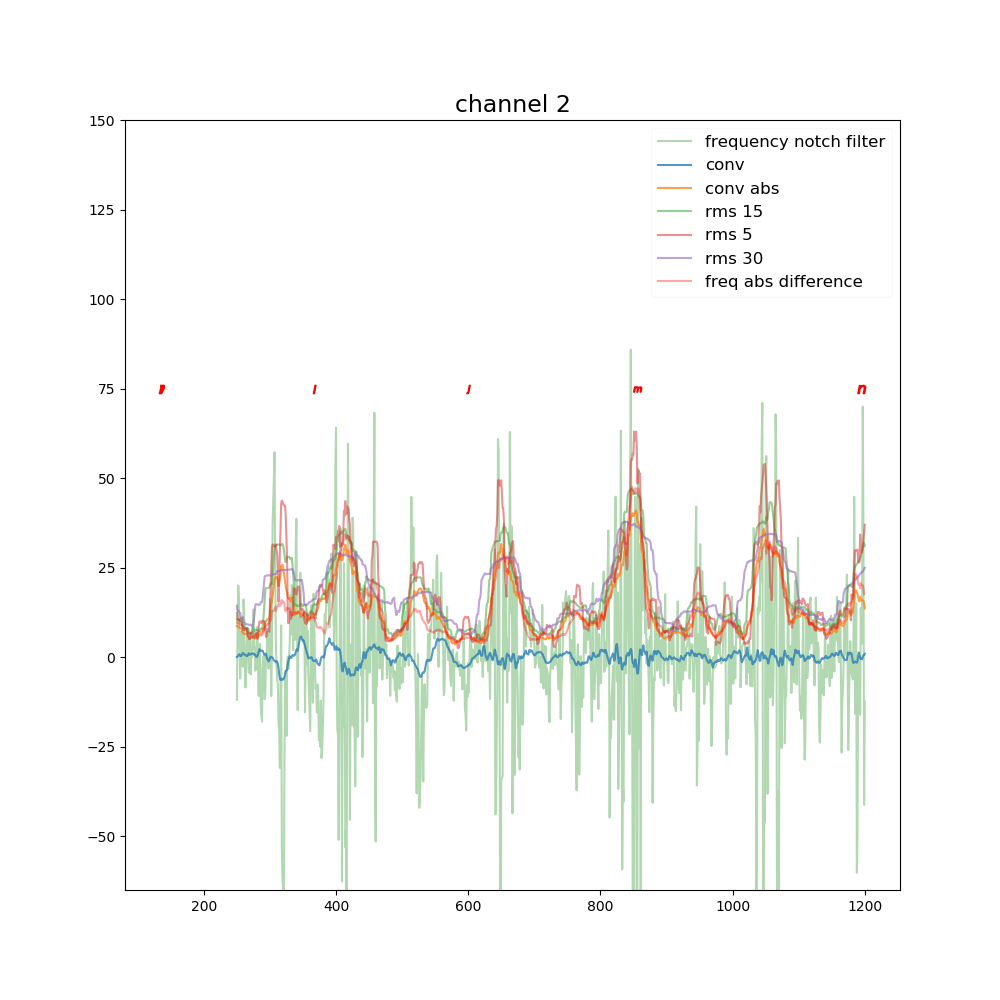 channel 2
150
125
100
75
50
25
0
−25
−50
200
400
600
800
1000
1200
frequency notch filter
conv
conv abs
rms 15
rms 5
rms 30
freq abs difference
m
n